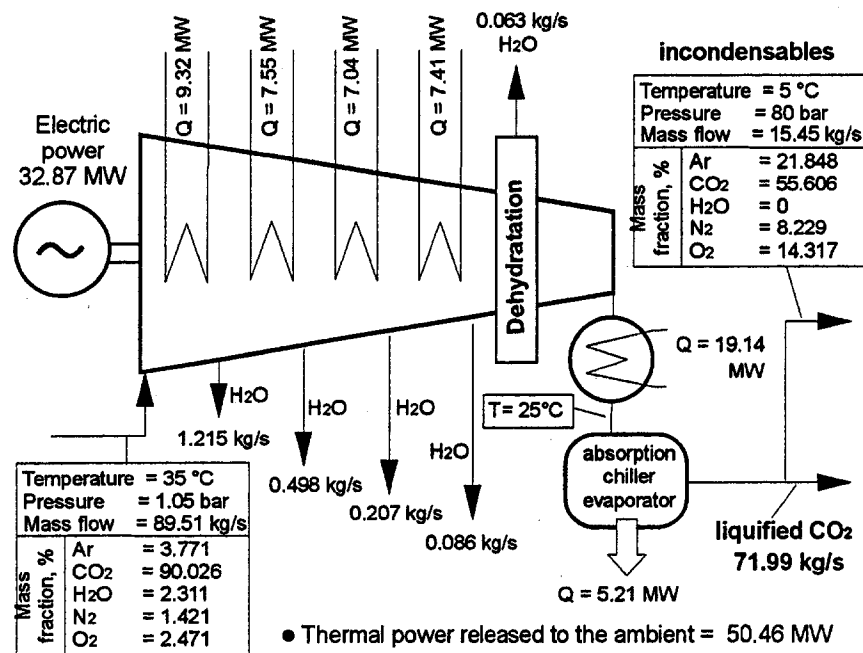 Q = 9.32 MW
Q = 7.55 MW
Q = 7.04 MW
Q = 7.41 MW
0.063 kg/s
H2O
Electric
power
32.87 MW
Dehydratation
incondensables
Temperature = 5 °C
Pressure = 80 bar
Mass flow = 15.45 kg/s
Mass
fraction, %
Ar = 21.848
CO2 = 55.606
H2O = 0
N2 = 8.229
O2 = 14.317
Q = 19.14
MW
T= 25°C
absorption
chiller
evaporator
Q = 5.21 MW
liquified CO2
71.99 kg/s
H2O
1.215 kg/s
H2O
0.498 kg/s
H2O
0.207 kg/s
H2O
0.086 kg/s
Temperature = 35 °C
Pressure = 1.05 bar
Mass flow = 89.51 kg/s
Mass
fraction, %
Ar = 3.771
CO2 = 90.026
H2O = 2.311
N2 = 1.421
O2 = 2.471
● Thermal power released to the ambient = 50.46 MW